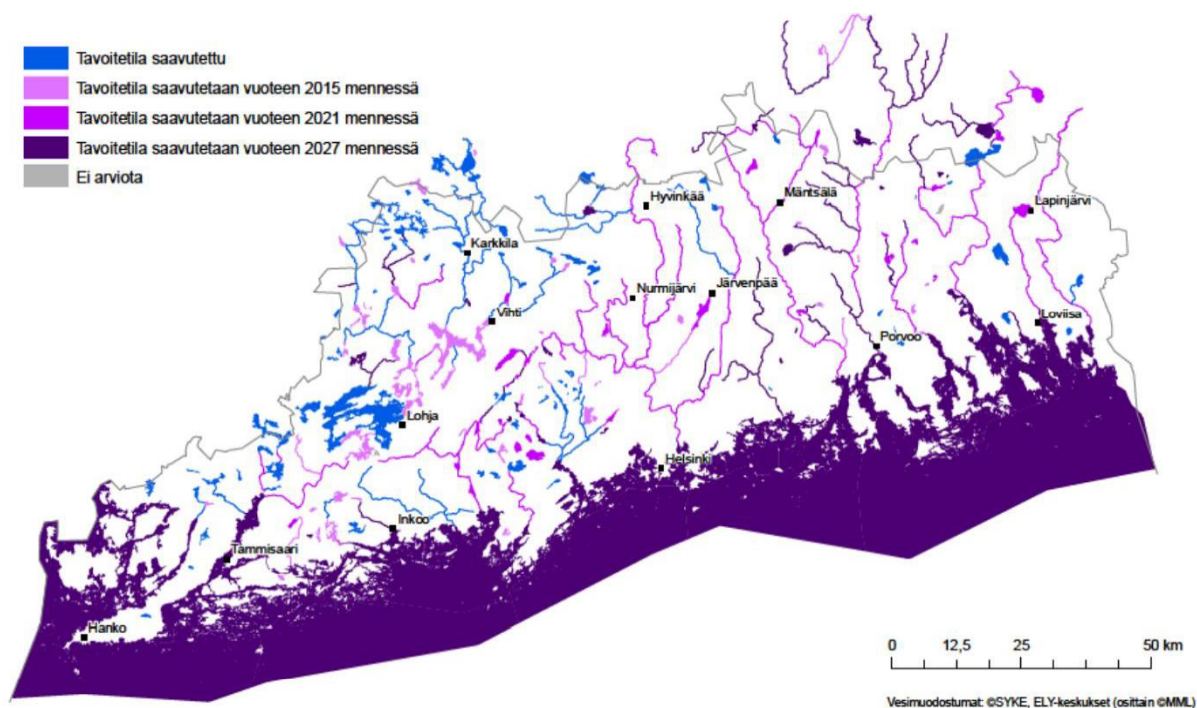 Tavoitetila saavutettu
Tavoitetila saavutetaan vuoteen 2015 mennessä
Tavoitetila saavutetaan vuoteen 2021 mennessä
Tavoitetila saavutetaan vuoteen 2027 mennessä
Ei arviota
Hyvinkää
Mäntsälä
Lapinjärvi
Karkkila
Nurmijärvi
Järvenpää
Vihti
Loviisa
Porvoo
Lohja
Helsinki
Inkoo
Tammisaari
Hanko
0 12,5 25 50 km
Vesimuodostumat: ©SYKE, ELY-keskukset (osittain ©MML)